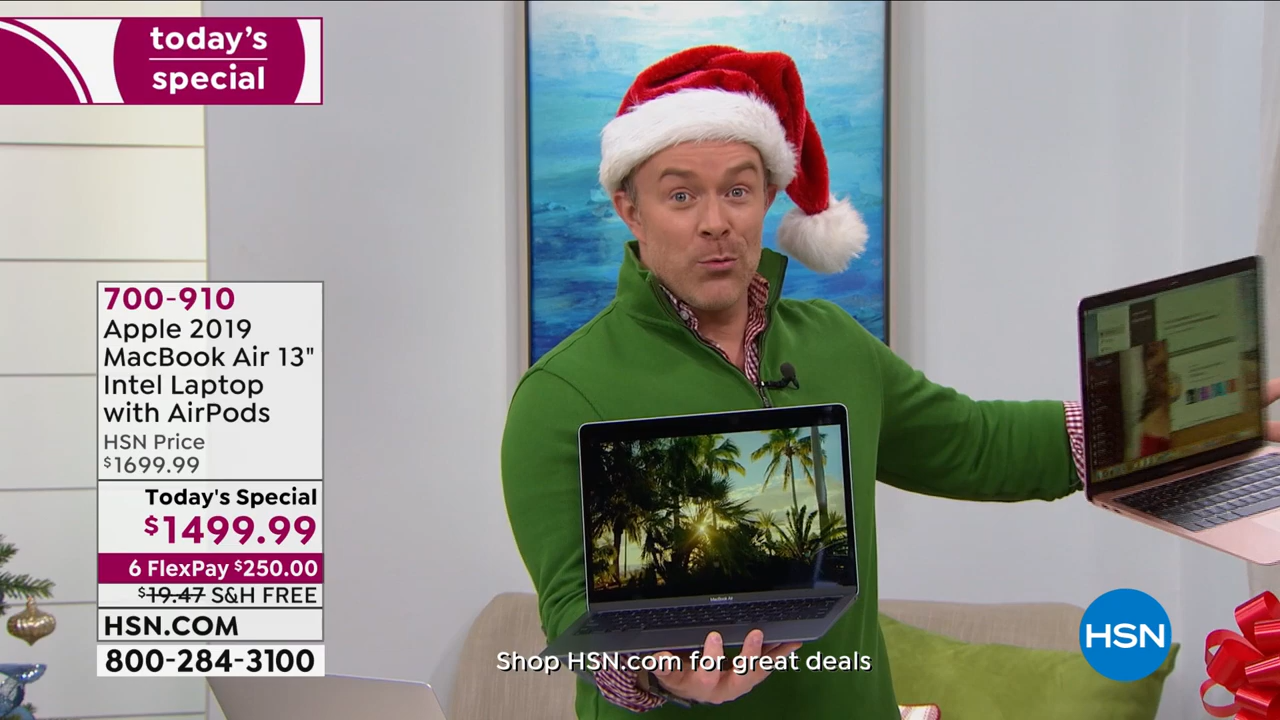 today's
special
700-910
Apple 2019
MacBook Air 13"
Intel Laptop
with AirPods
HSN Price
$1699.99
Today's Special
$1499.99
6 FlexPay $250.00
$19.47 S&H FREE
HSN.COM
800-284-3100
MacBook Air
HSN
Shop HSN.com for great deals